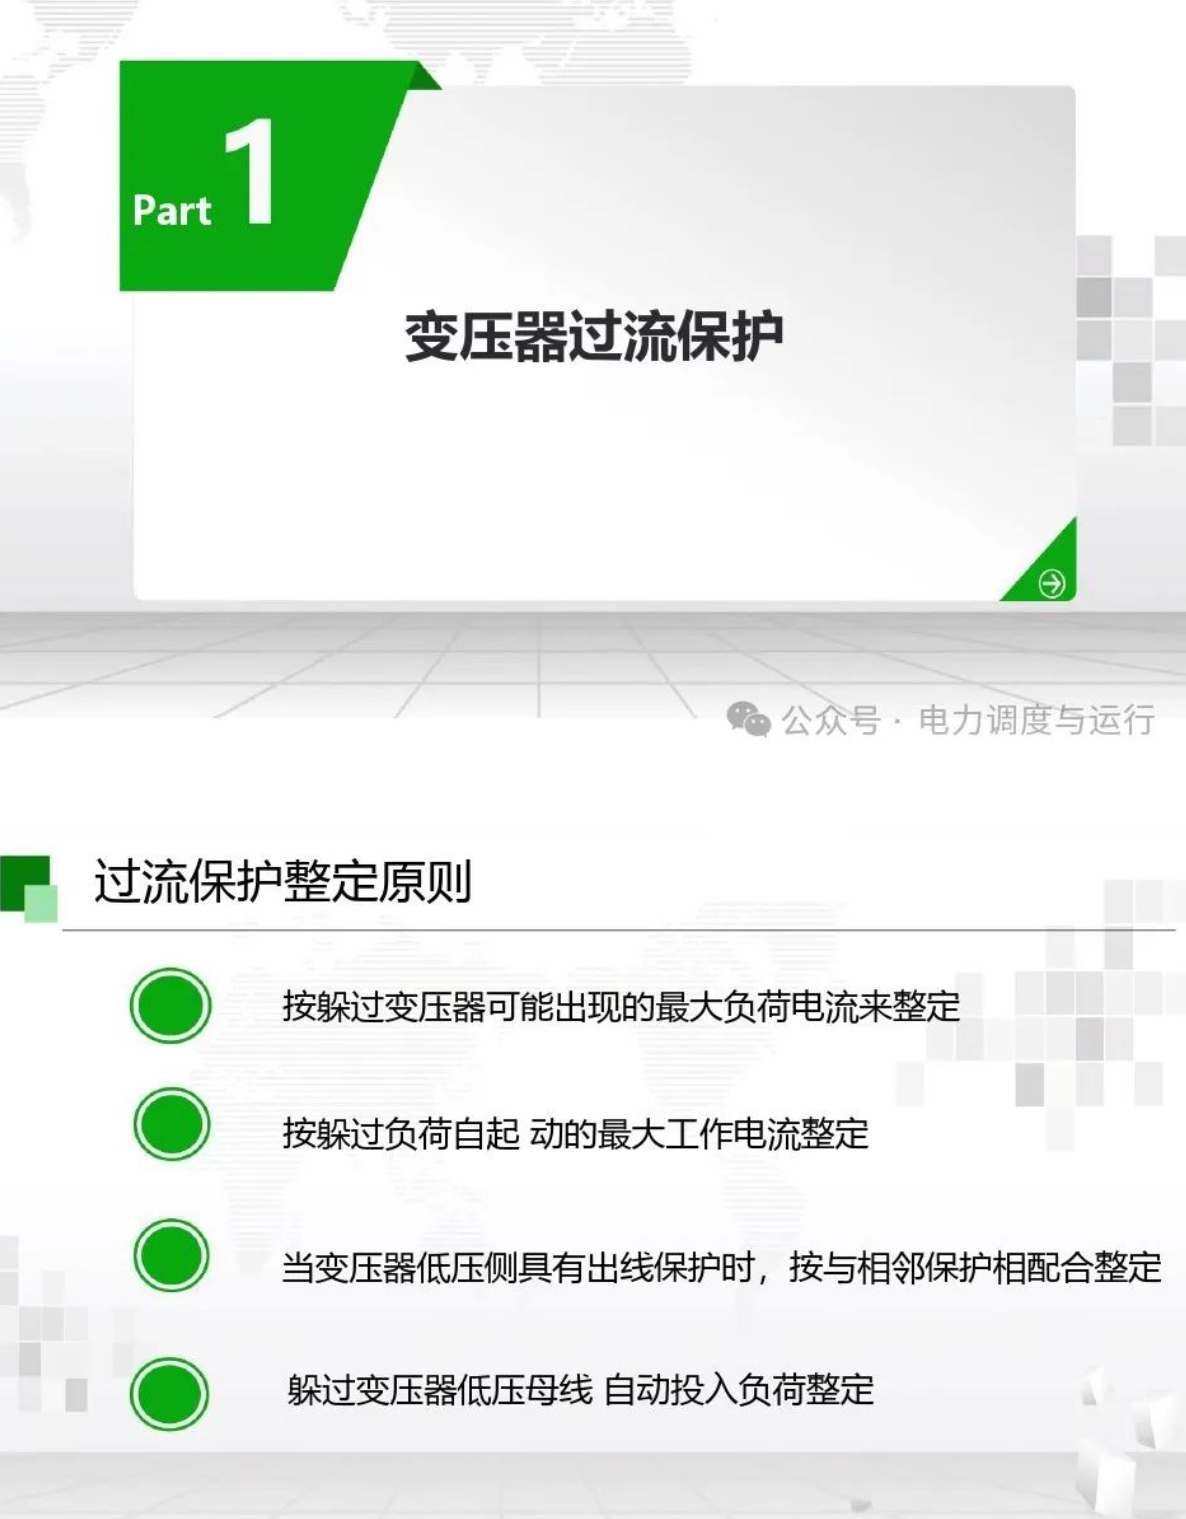 Part 1
变压器过流保护
公众号 · 电力调度与运行
过流保护整定原则
按躲过变压器可能出现的最大负荷电流来整定
按躲过负荷自起 动的最大工作电流整定
当变压器低压侧具有出线保护时，按与相邻保护相配合整定
躲过变压器低压母线 自动投入负荷整定